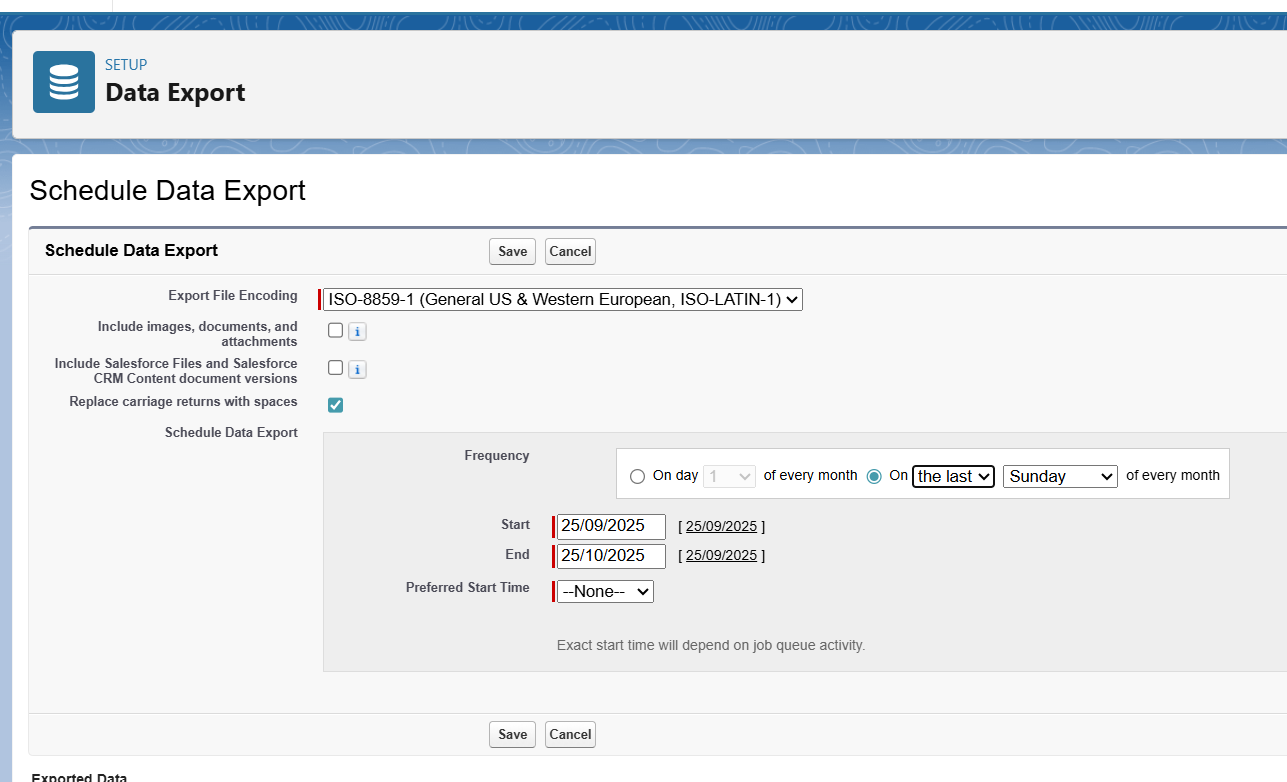 SETUP
Data Export
Schedule Data Export
Schedule Data Export
Save Cancel
Export File Encoding ISO-8859-1 (General US & Western European, ISO-LATIN-1)
Include images, documents, and
attachments
i
Include Salesforce Files and Salesforce
CRM Content document versions
i
Replace carriage returns with spaces
Schedule Data Export
Frequency
On day 1 of every month On the last Sunday of every month
Start 25/09/2025 [ 25/09/2025 ]
End 25/10/2025 [ 25/09/2025 ]
Preferred Start Time --None--
Exact start time will depend on job queue activity.
Save Cancel
Exported Data